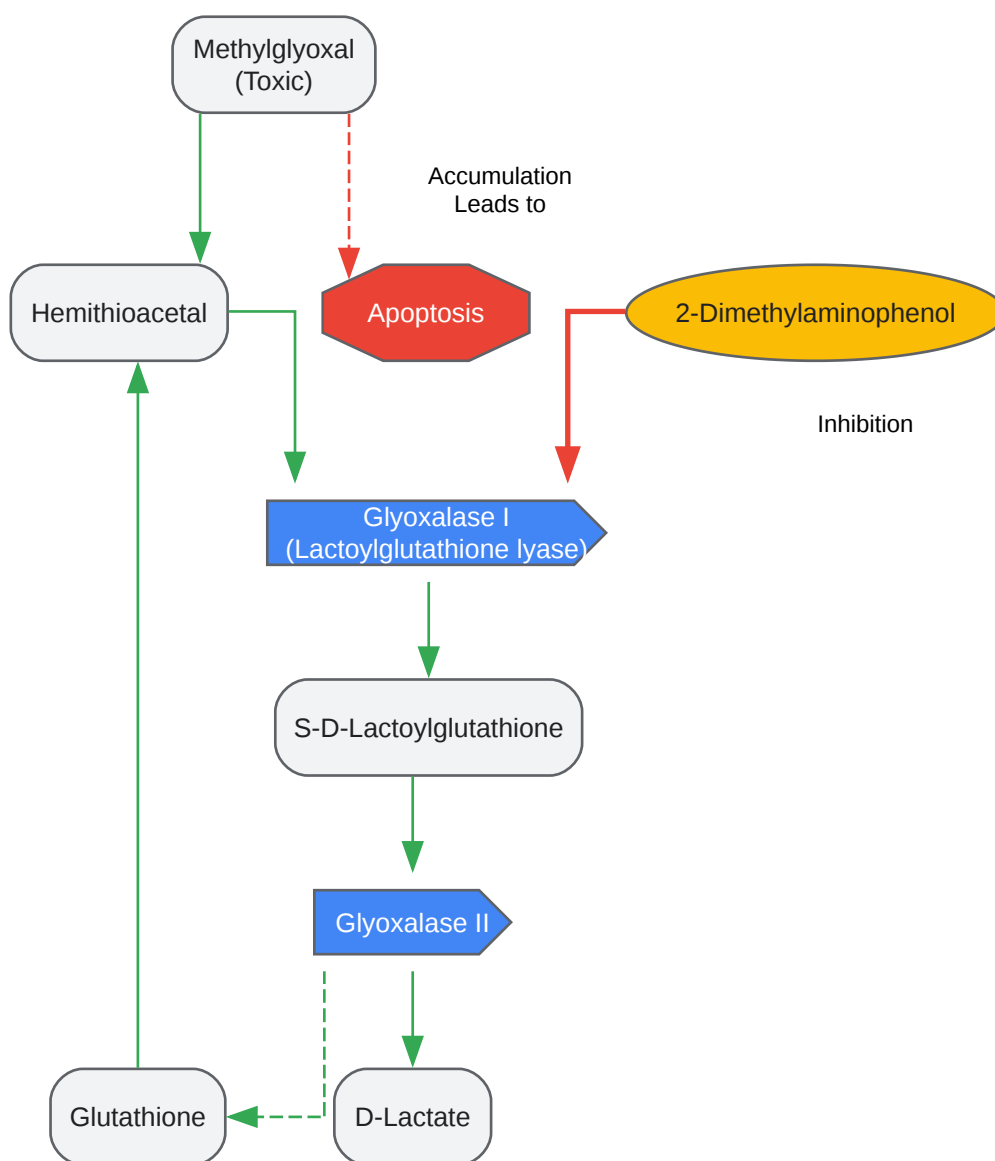 Methylglyoxal
(Toxic)
Accumulation
Leads to
Hemithioacetal
Apoptosis
2-Dimethylaminophenol
Inhibition
Glyoxalase I
(Lactoylglutathione lyase)
S-D-Lactoylglutathione
Glyoxalase II
Glutathione
D-Lactate